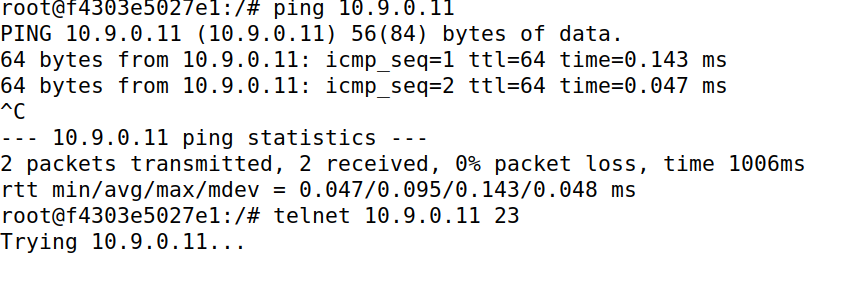 root@f4303e5027e1:/# ping 10.9.0.11
PING 10.9.0.11 (10.9.0.11) 56(84) bytes of data.
64 bytes from 10.9.0.11: icmp_seq=1 ttl=64 time=0.143 ms
64 bytes from 10.9.0.11: icmp_seq=2 ttl=64 time=0.047 ms
^C
--- 10.9.0.11 ping statistics ---
2 packets transmitted, 2 received, 0% packet loss, time 1006ms
rtt min/avg/max/mdev = 0.047/0.095/0.143/0.048 ms
root@f4303e5027e1:/# telnet 10.9.0.11 23
Trying 10.9.0.11...